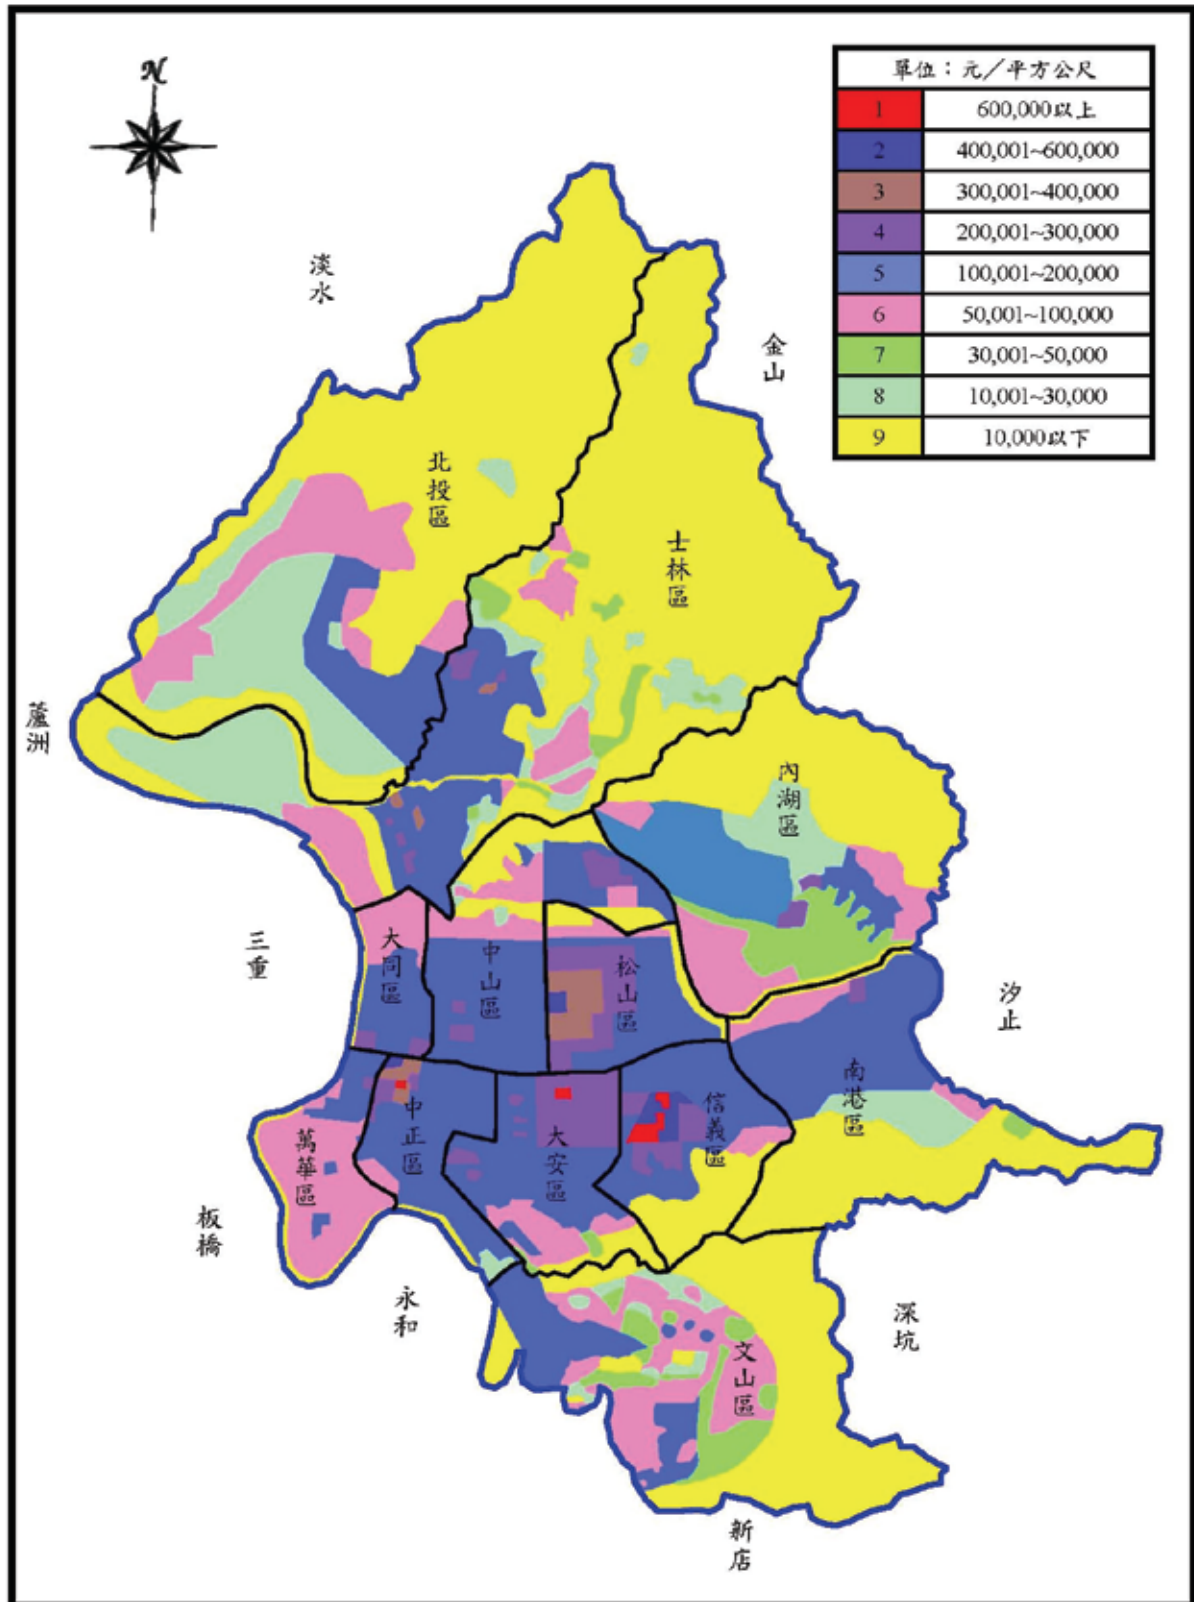 N
單位：元／平方公尺
1 600,000以上
2 400,001~600,000
3 300,001~400,000
4 200,001~300,000
5 100,001~200,000
6 50,001~100,000
7 30,001~50,000
8 10,001~30,000
9 10,000以下
淡水
金山
北投區
士林區
蘆洲
內湖區
三重
大同區
中山區
松山區
汐止
南港區
信義區
中正區
大安區
萬華區
板橋
永和
深坑
文山區
新店